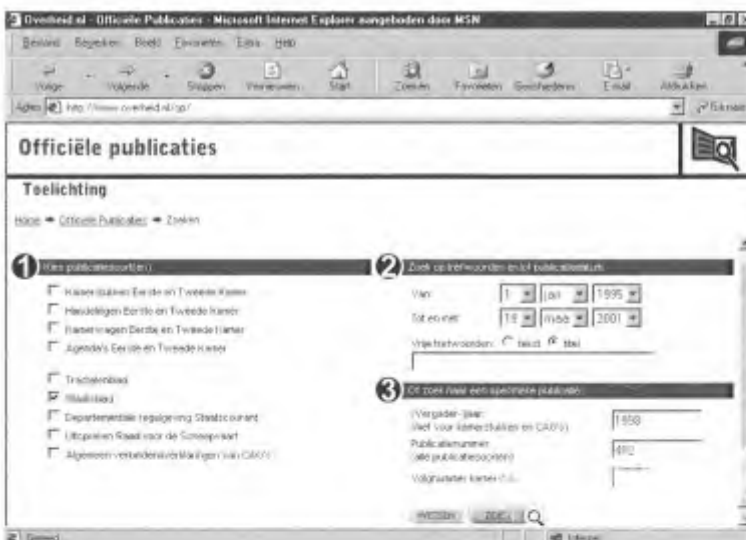 Overheid.nl - Officiële Publicaties - Microsoft Internet Explorer aangeboden door MSN
Bestand Bewerken Beeld Favorieten Extra Help
Vorige Volgende Stoppen Vernieuwen Start Zoeken Favorieten Geschiedenis E-mail Afdrukken
Adres http://www.overheid.nl/op/
Officiële publicaties
Toelichting
Home Officiële Publicaties Zoeken
1 Kies publicatiesoort(en)
Kamerstukken Eerste en Tweede Kamer
Handelingen Eerste en Tweede Kamer
Kamervragen Eerste en Tweede Kamer
Agenda's Eerste en Tweede Kamer
Tractatenblad
Staatsblad
Departementale regelgeving Staatscourant
Uitspraken Raad voor de Scheepvaart
Algemeen verbindendverklaringen van CAO's
2 Zoek op trefwoorden en/of publicatiedatum
Van: 1 jan 1995
Tot en met: 19 maa 2001
Vrije trefwoorden: tekst titel
3 Of zoek naar een specifieke publicatie
(Vergader-)jaar:
(niet voor kamerstukken en CAO's) 1998
Publicatienummer
(alle publicatiesoorten)
Volgnummer kamer
WISSEN ZOEK
Gereed Internet